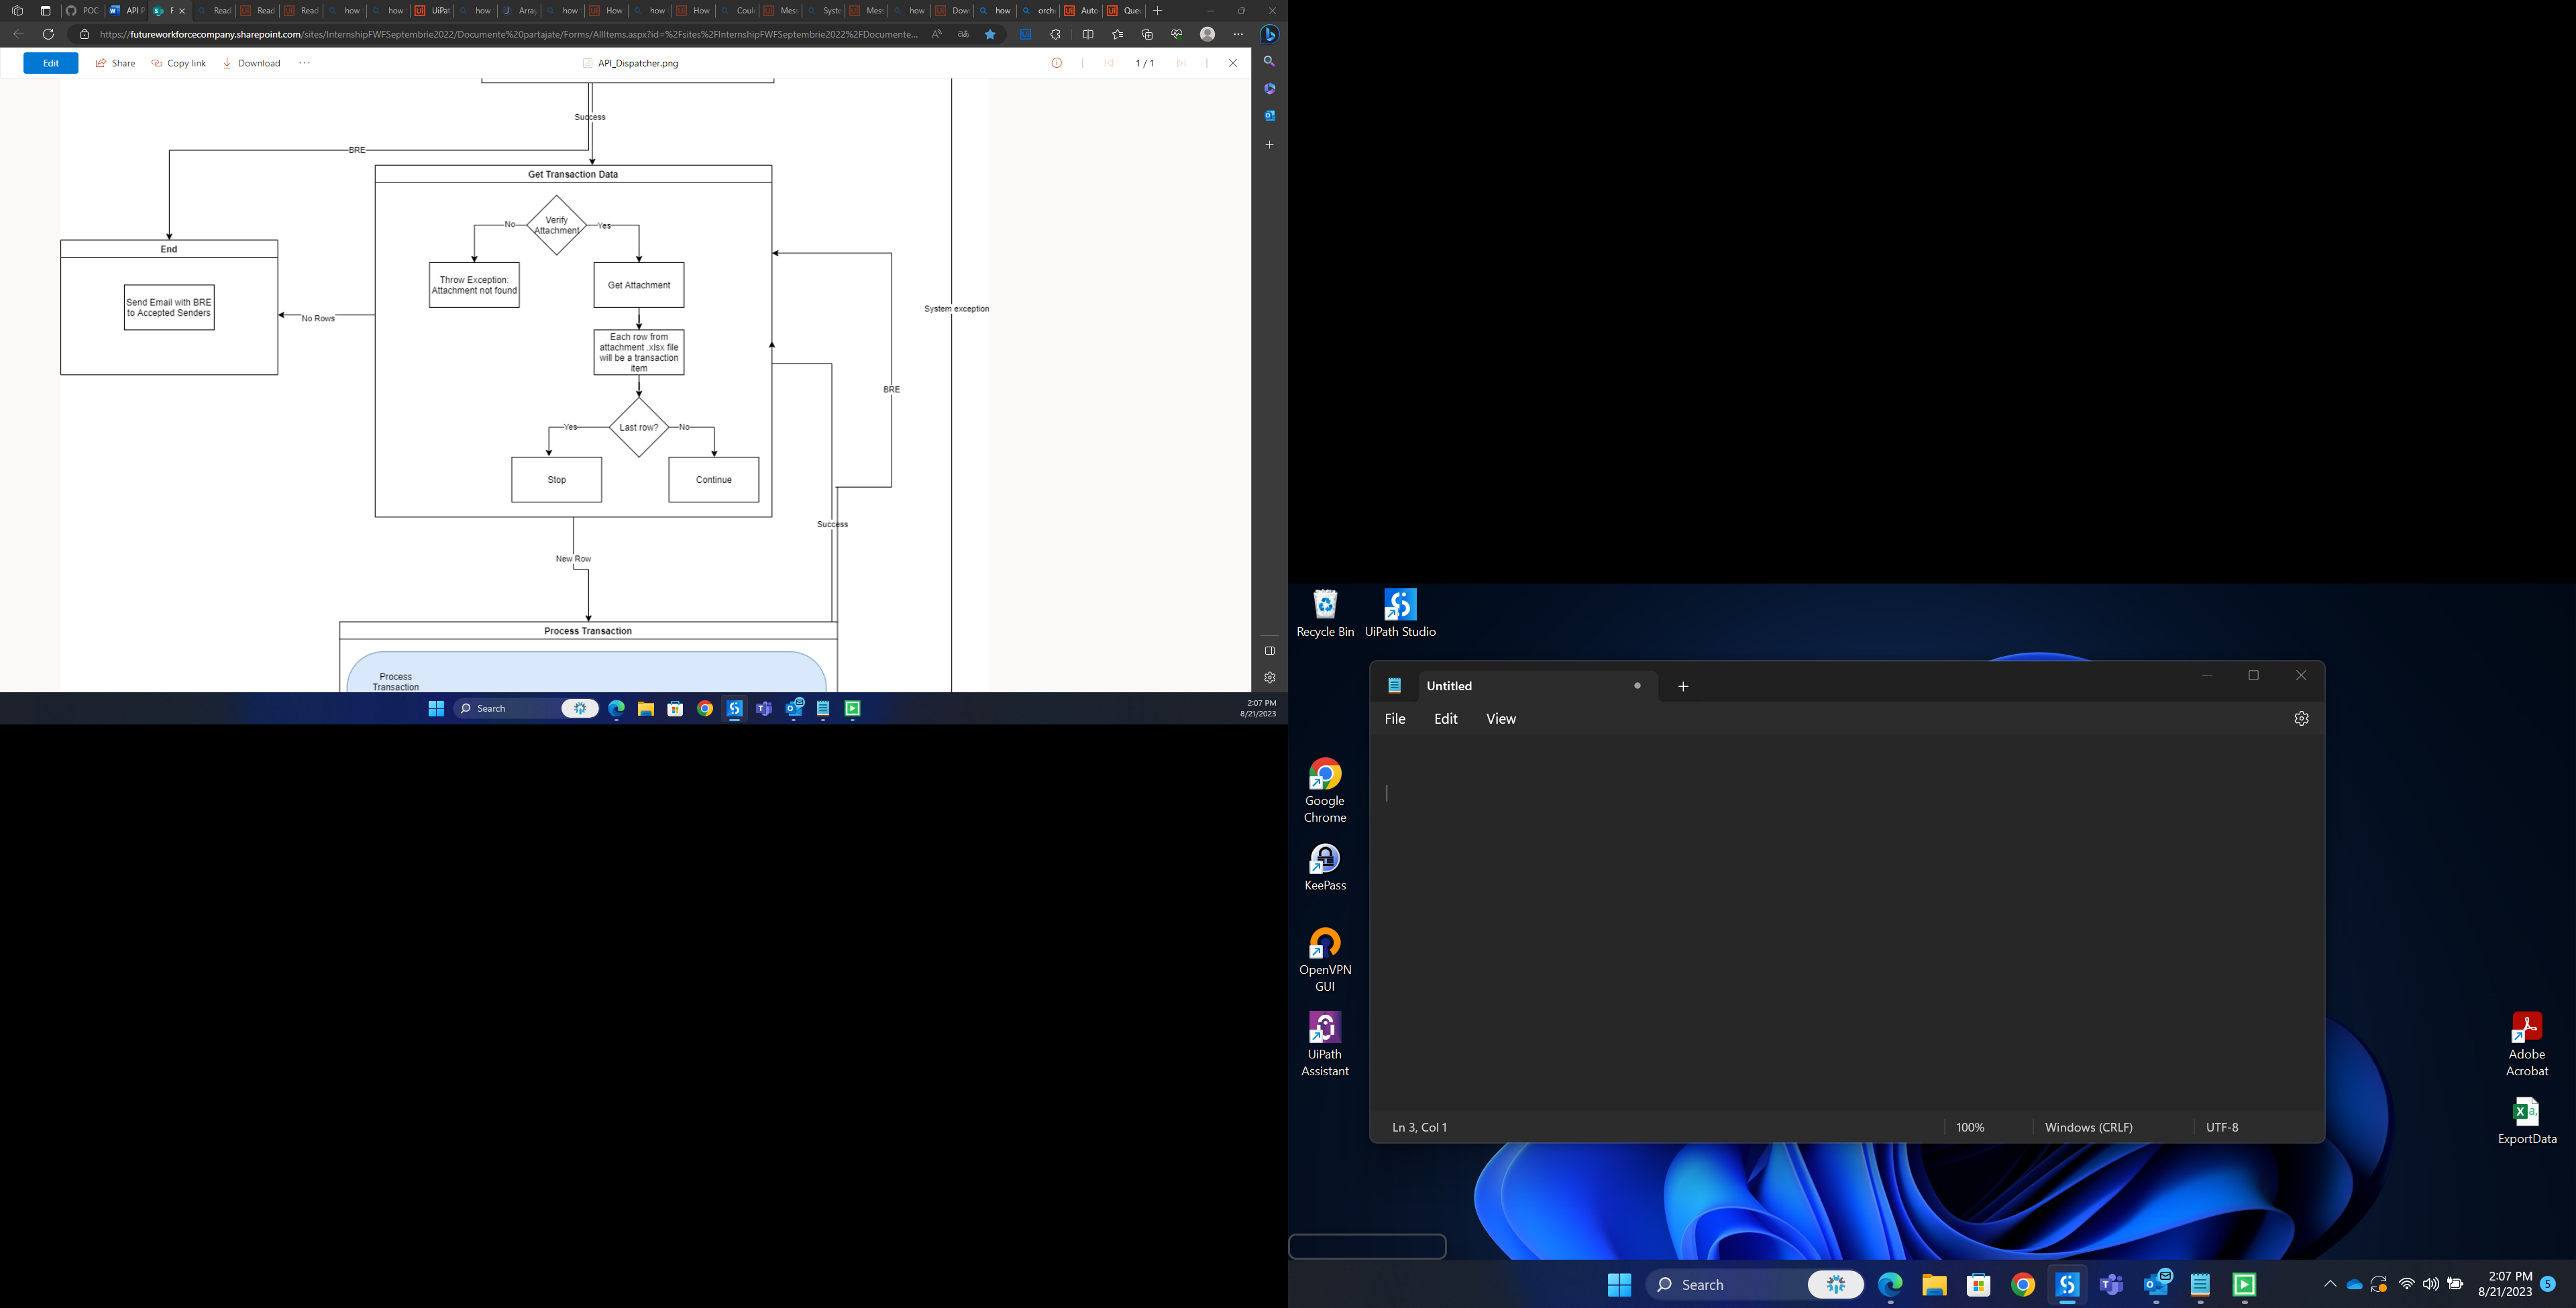 POC
API P
F
Read
Read
Read
how
how
UiPat
how
Array
how
How
how
How
Coul
Mess
Syst
Mess
how
Dow
how
orch
Auto
Que
https://futureworkforcecompany.sharepoint.com/sites/InternshipFWFSeptembrie2022/Documente%20partajate/Forms/AllItems.aspx?id=%2Fsites%2FInternshipFWFSeptembrie2022%2FDocumente...
Edit
Share
Copy link
Download
API_Dispatcher.png
1 / 1
Success
BRE
Get Transaction Data
Verify
Attachment
No
Yes
End
Throw Exception:
Attachment not found
Get Attachment
Send Email with BRE
to Accepted Senders
No Rows
System exception
Each row from
attachment .xlsx file
will be a transaction
item
BRE
Last row?
Yes
No
Stop
Continue
Success
New Row
Process Transaction
Process
Transaction
Search
2:07 PM
8/21/2023
Recycle Bin
UiPath Studio
Untitled
File
Edit
View
Google
Chrome
KeePass
OpenVPN
GUI
UiPath
Assistant
Adobe
Acrobat
ExportData
Ln 3, Col 1
100%
Windows (CRLF)
UTF-8
Search
2:07 PM
8/21/2023
5